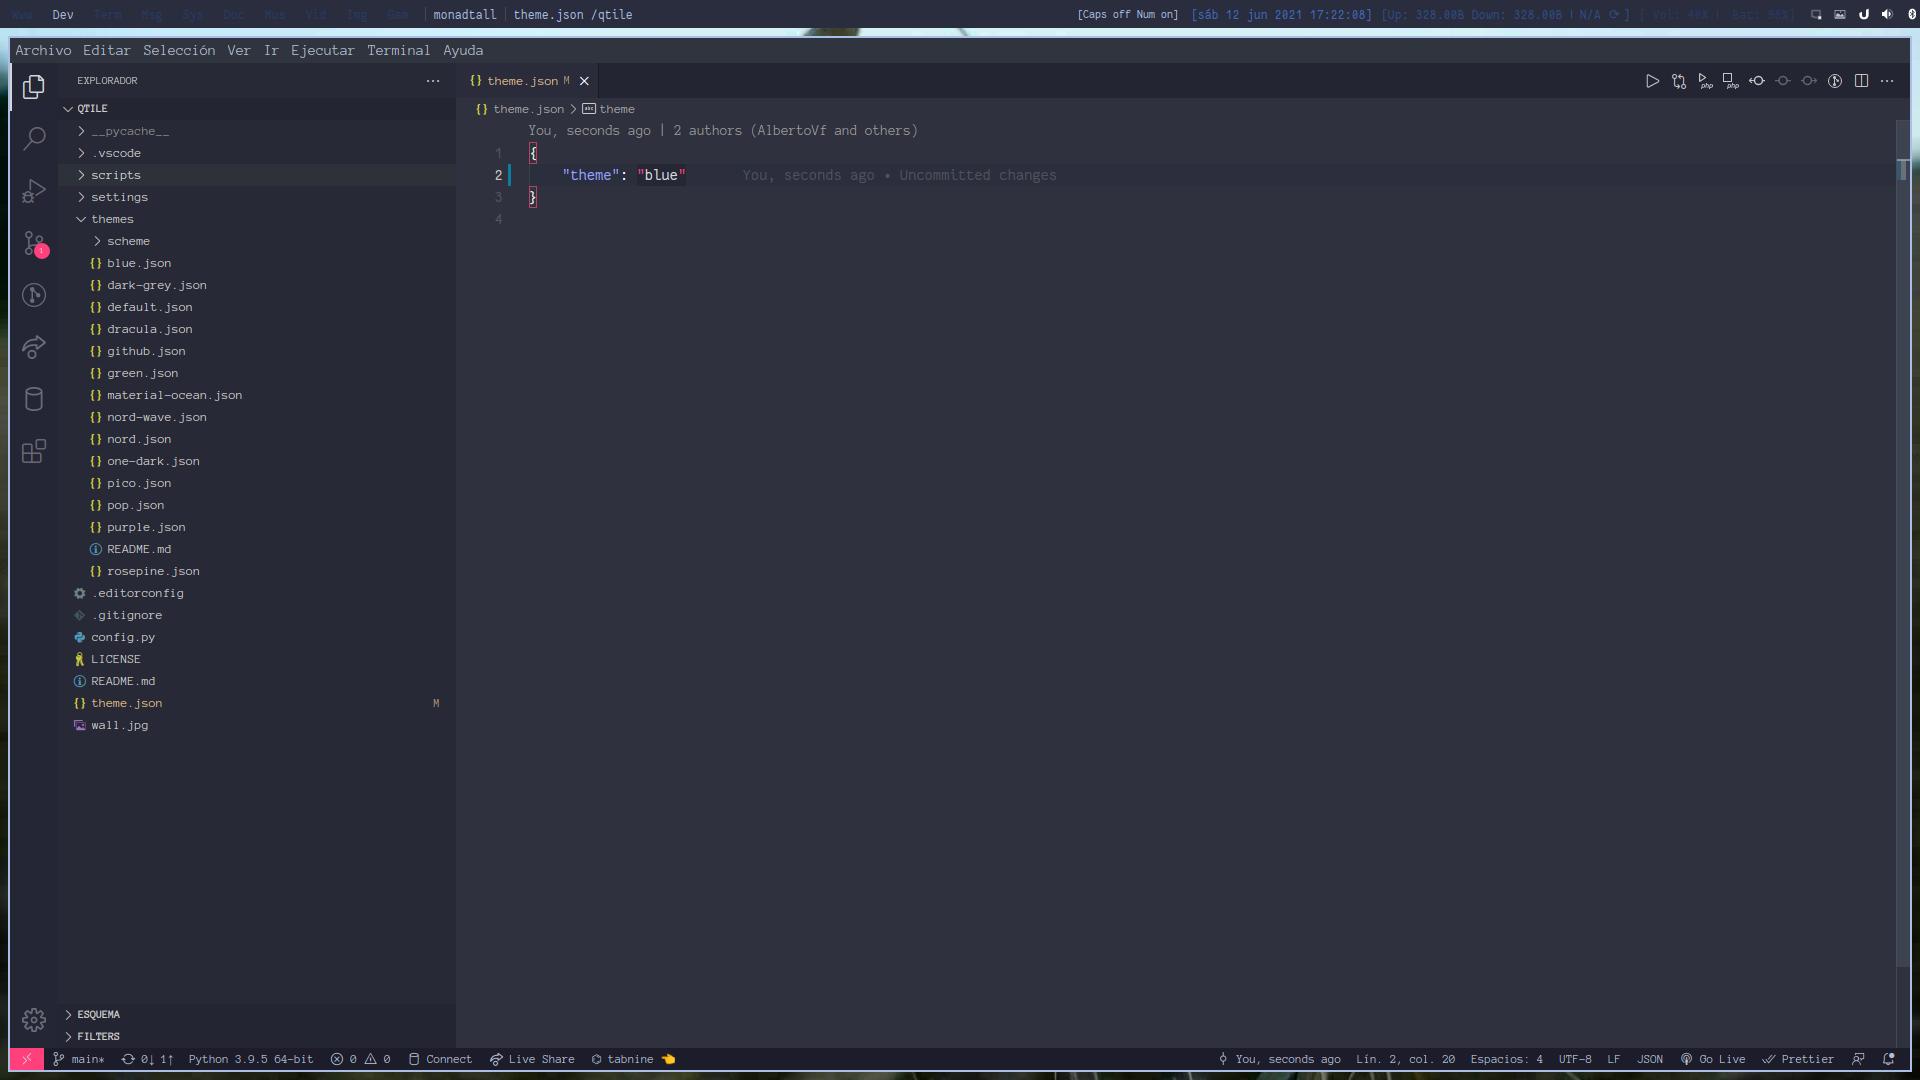 Www Dev Term Msg Sys Doc Mus Vid Img Gam monadtall theme.json /qtile
[Caps off Num on] [sáb 12 jun 2021 17:22:08] [Up: 328.00B Down: 328.00B | N/A ⟳ ]
Archivo Editar Selección Ver Ir Ejecutar Terminal Ayuda
EXPLORADOR
QTILE
__pycache__
.vscode
scripts
settings
themes
scheme
blue.json
dark-grey.json
default.json
dracula.json
github.json
green.json
material-ocean.json
nord-wave.json
nord.json
one-dark.json
pico.json
pop.json
purple.json
README.md
rosepine.json
.editorconfig
.gitignore
config.py
LICENSE
README.md
theme.json M
wall.jpg
ESQUEMA
FILTERS
theme.json M
php php
theme.json > theme
You, seconds ago | 2 authors (AlbertoVf and others)
1 {
2 "theme": "blue" You, seconds ago • Uncommitted changes
3 }
4
main* 0↓ 1↑ Python 3.9.5 64-bit 0 0 Connect Live Share tabnine 👈
You, seconds ago Lín. 2, col. 20 Espacios: 4 UTF-8 LF JSON Go Live Prettier